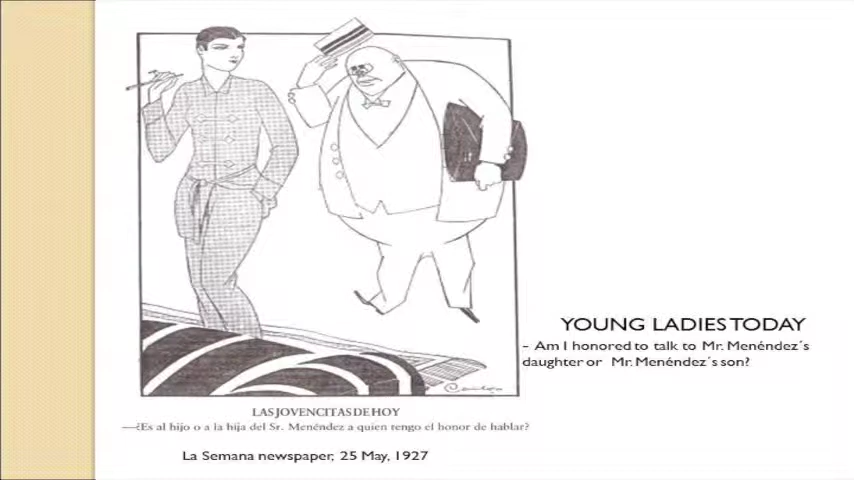 YOUNG LADIES TODAY
- Am I honored to talk to Mr. Menéndez´s
daughter or Mr. Menéndez´s son?
LAS JOVENCITAS DE HOY
—¿Es al hijo o a la hija del Sr. Menéndez a quien tengo el honor de hablar?
La Semana newspaper, 25 May, 1927